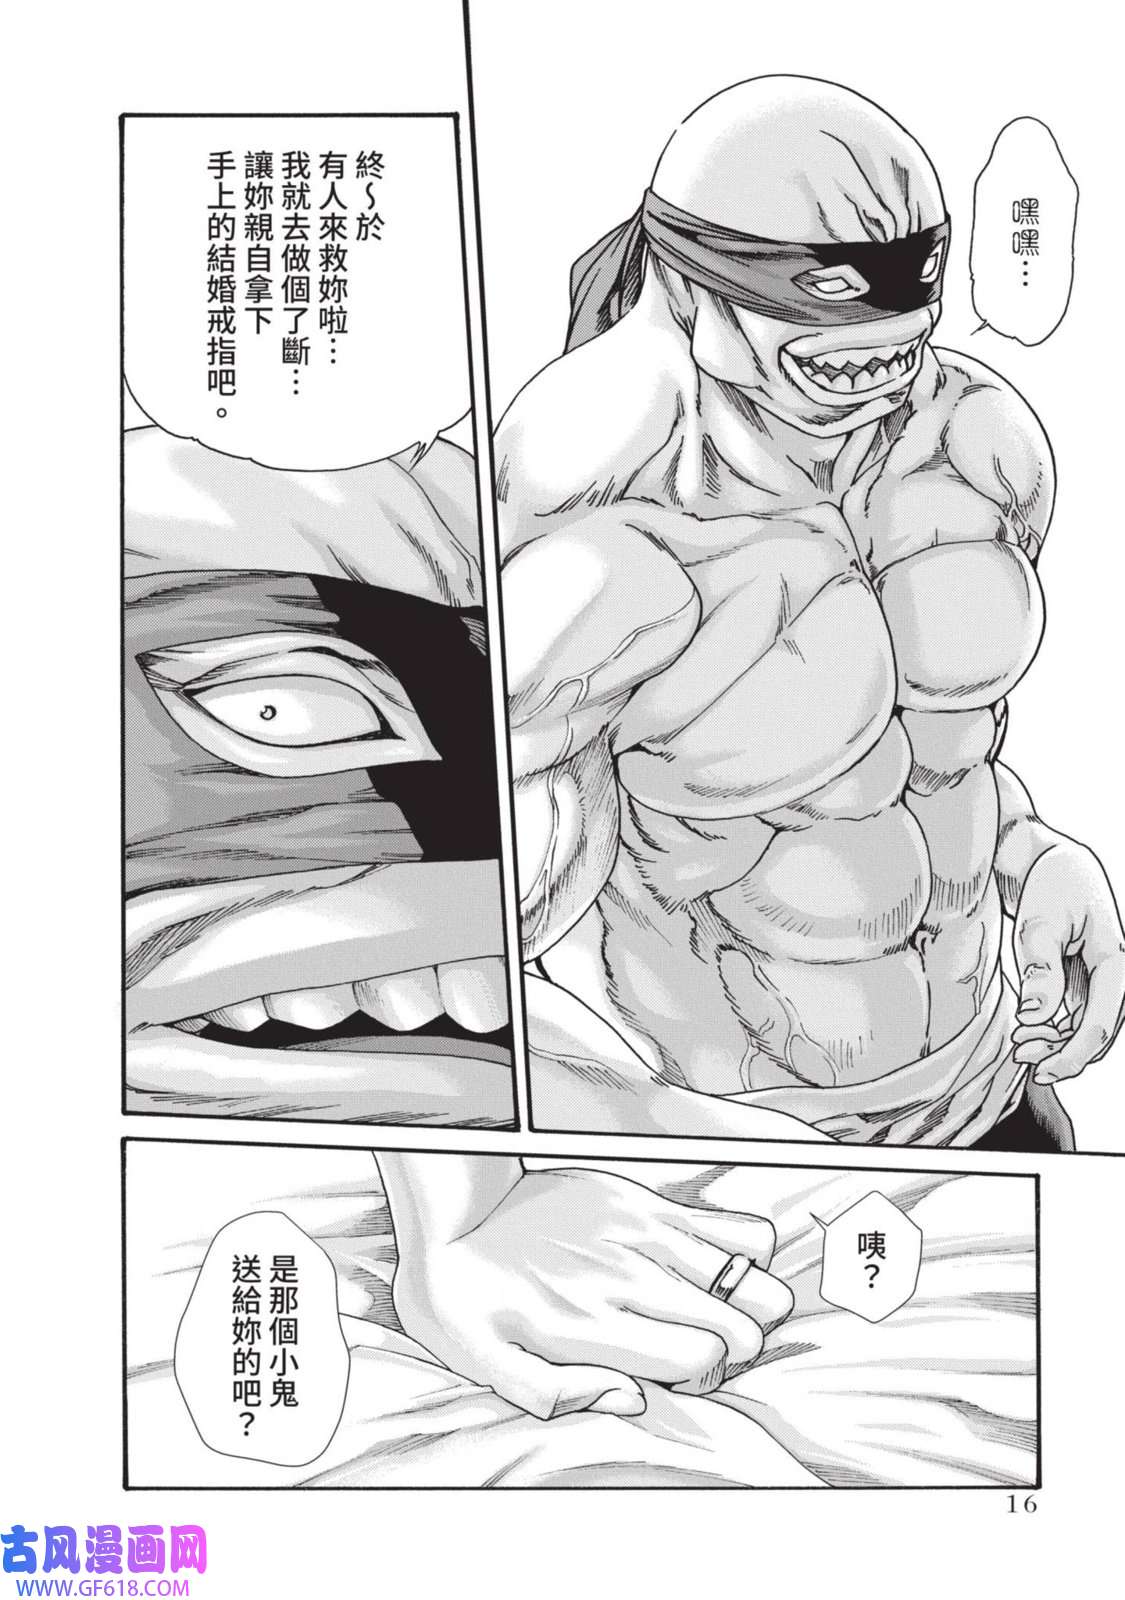 嘿嘿…
終～於
有人來救妳啦…
我就去做個了斷…
讓妳親自拿下
手上的結婚戒指吧。
咦？
是那個小鬼
送給妳的吧？
16
古风漫画网
WWW.GF618.COM